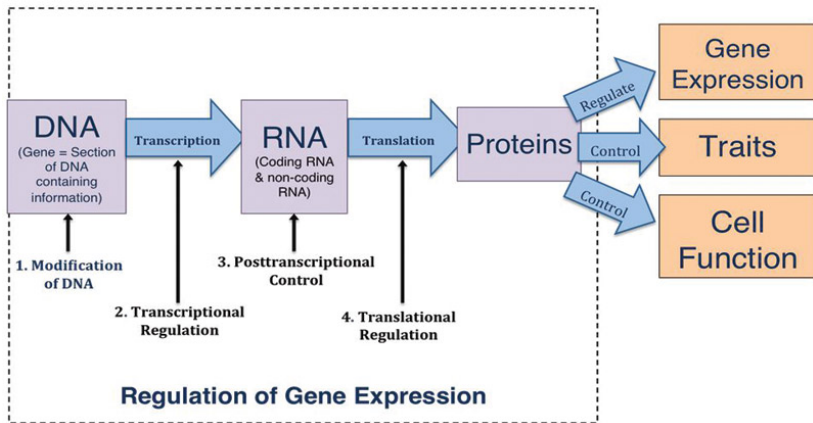 DNA
(Gene = Section
of DNA
containing
information)
Transcription
RNA
(Coding RNA
& non-coding
RNA)
Translation
Proteins
Regulate
Gene
Expression
Control
Traits
Control
Cell
Function
1. Modification
of DNA
2. Transcriptional
Regulation
3. Posttranscriptional
Control
4. Translational
Regulation
Regulation of Gene Expression